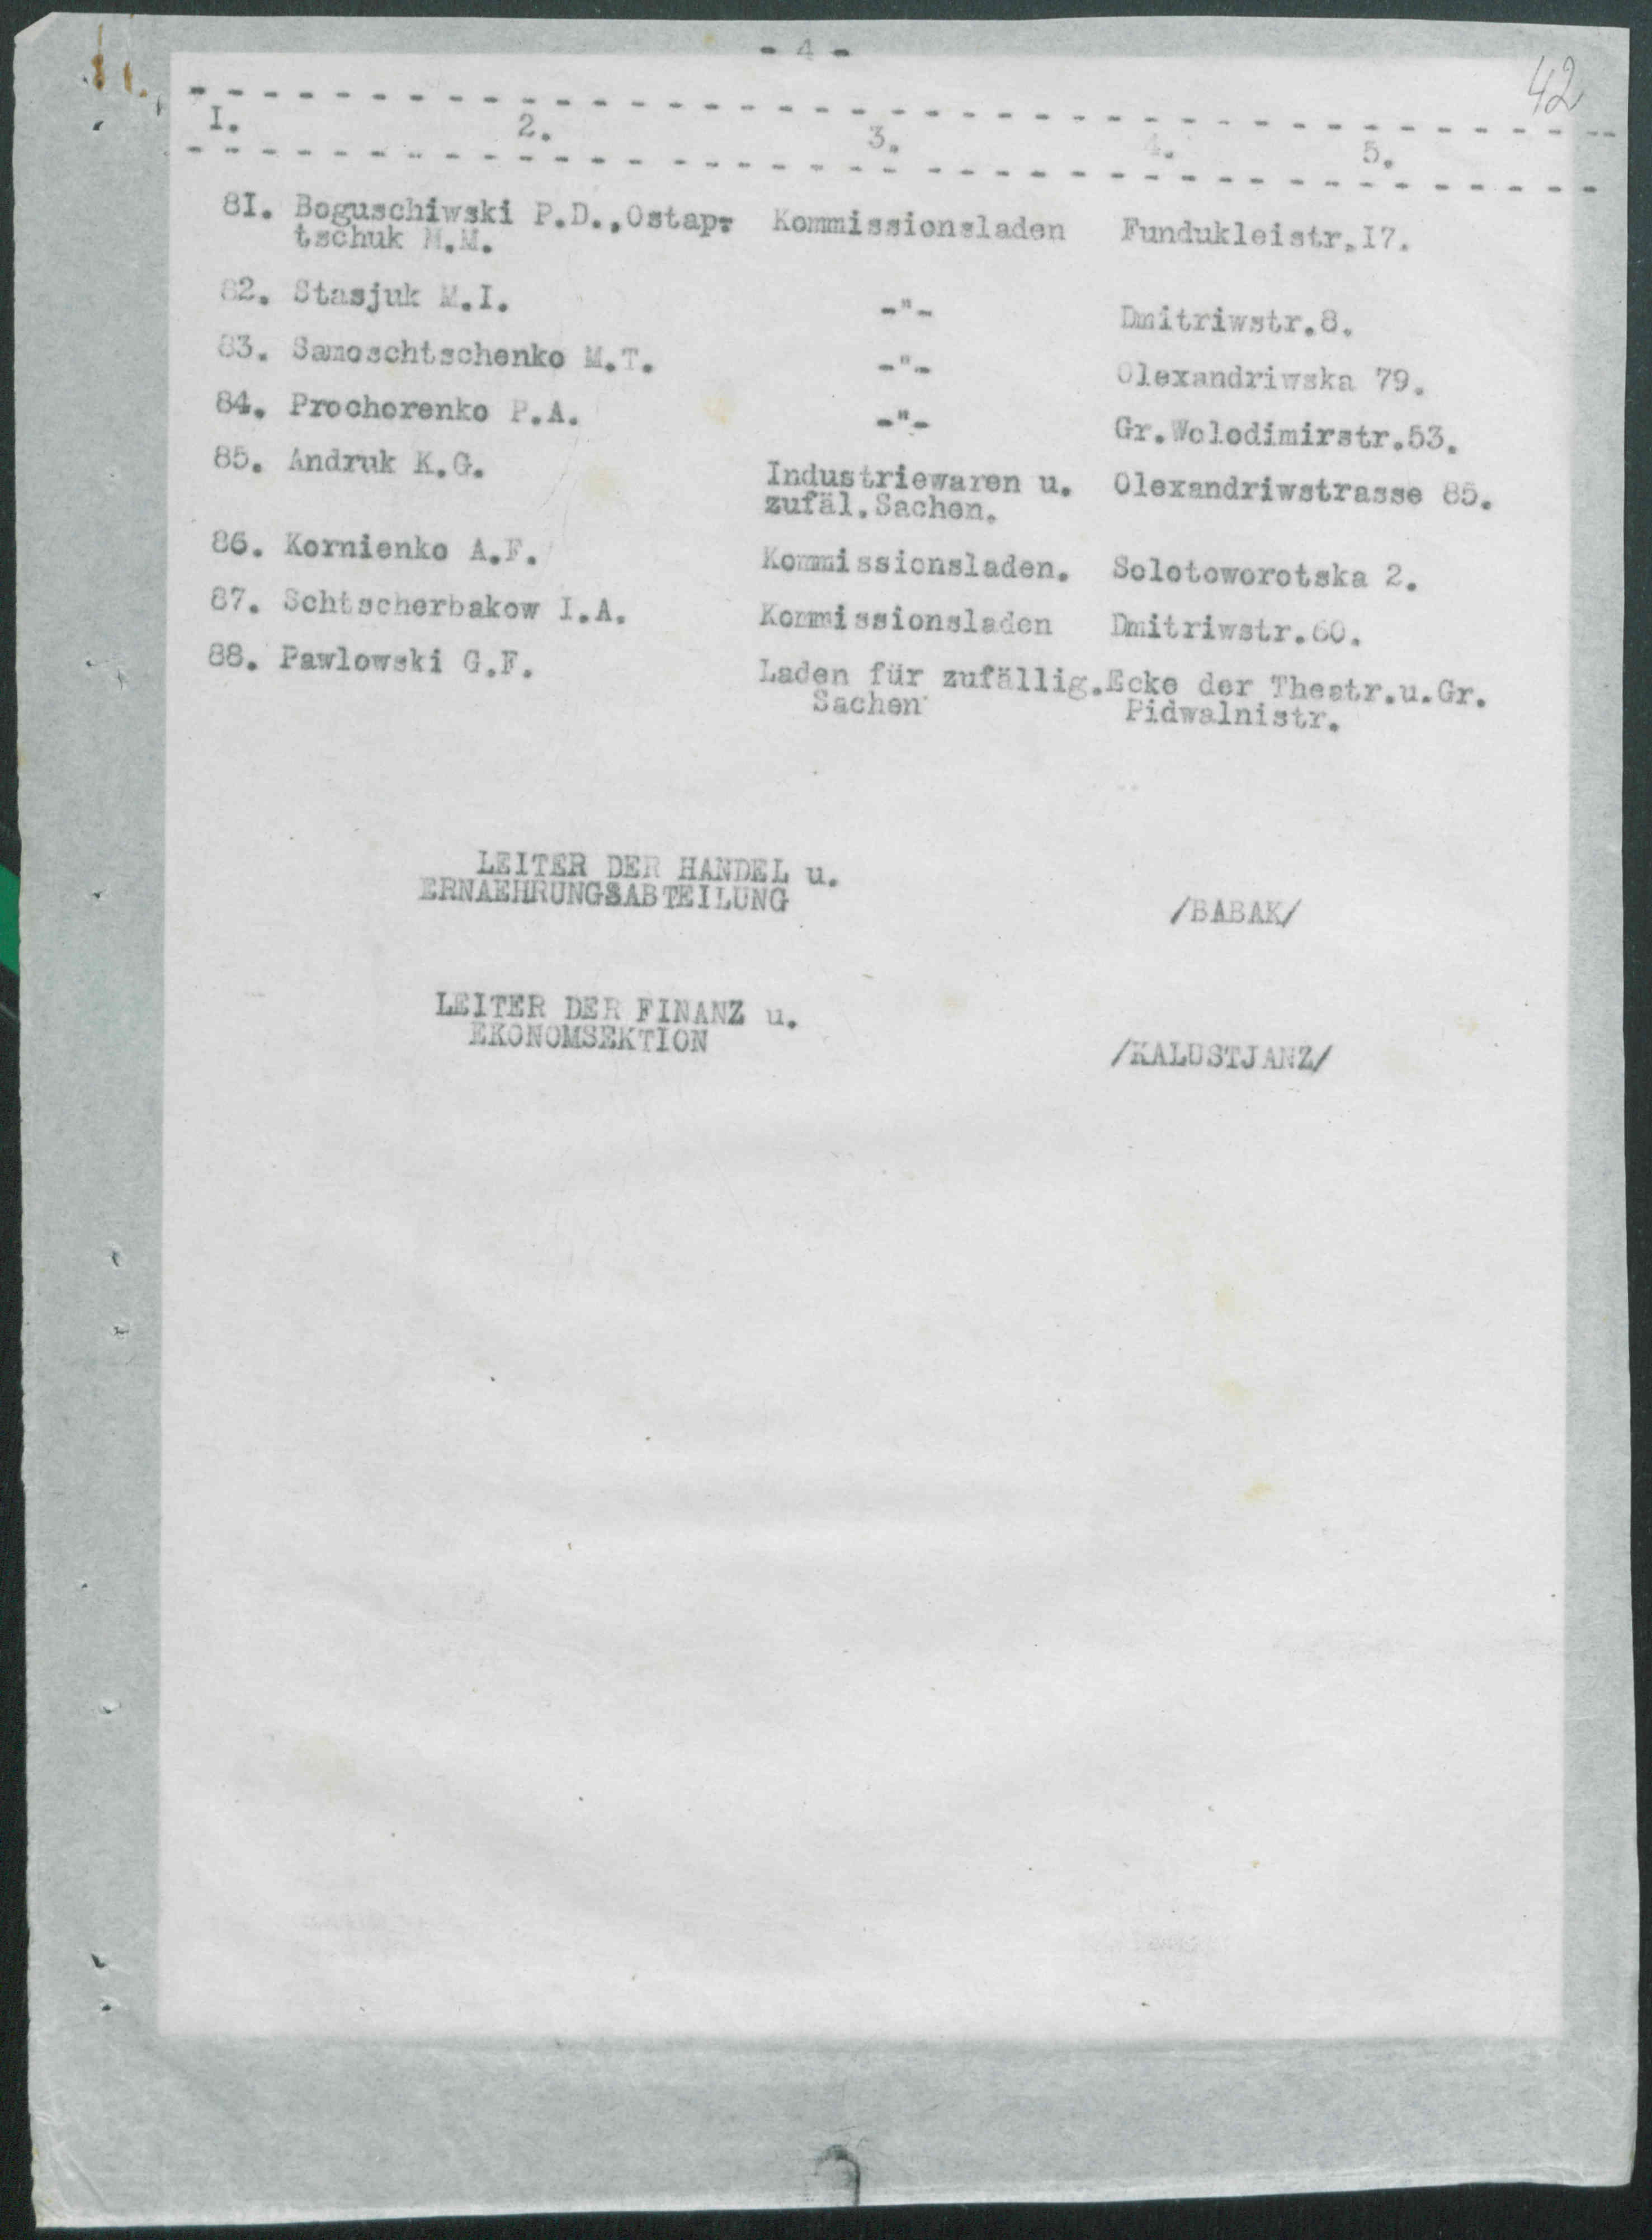 - 4 -
42
I. 2. 3. 4. 5.
8I. Boguschiwski P.D.,Ostap- Kommissionsladen Fundukleistr.I7.
tschuk M.M.
82. Stasjuk M.I. -"- Dmitriwstr.8.
83. Samoschtschenko M.T. -"- Olexandriwska 79.
84. Prochorenko P.A. -"- Gr.Wolodimirstr.53.
85. Andruk K.G. Industriewaren u. Olexandriwstrasse 85.
zufäl.Sachen.
86. Kornienko A.F. Kommissionsladen. Solotoworotska 2.
87. Schtscherbakow I.A. Kommissionsladen Dmitriwstr.60.
88. Pawlowski G.F. Laden für zufällig.Ecke der Theatr.u.Gr.
Sachen Pidwalnistr.
LEITER DER HANDEL u.
ERNAEHRUNGSABTEILUNG /BABAK/
LEITER DER FINANZ u.
EKONOMSEKTION /KALUSTJANZ/